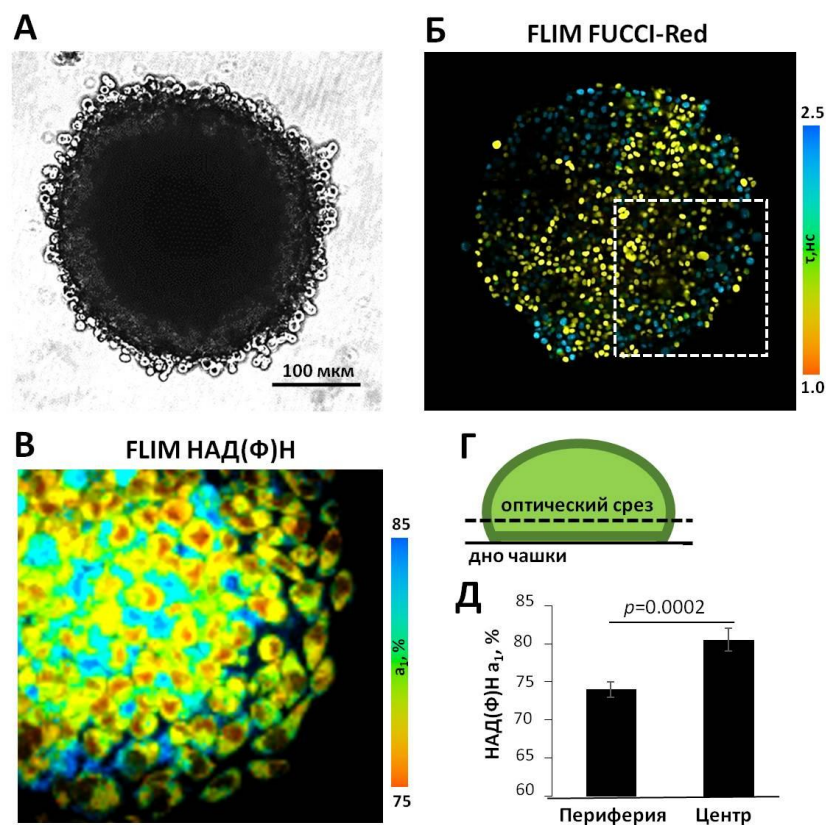 А
100 мкм
Б
FLIM FUCCI-Red
2.5
τ,нс
1.0
В
FLIM НАД(Ф)Н
85
a₁, %
75
Г
оптический срез
дно чашки
Д
НАД(Ф)Н a₁, %
85
80
75
70
65
60
p=0.0002
Периферия
Центр